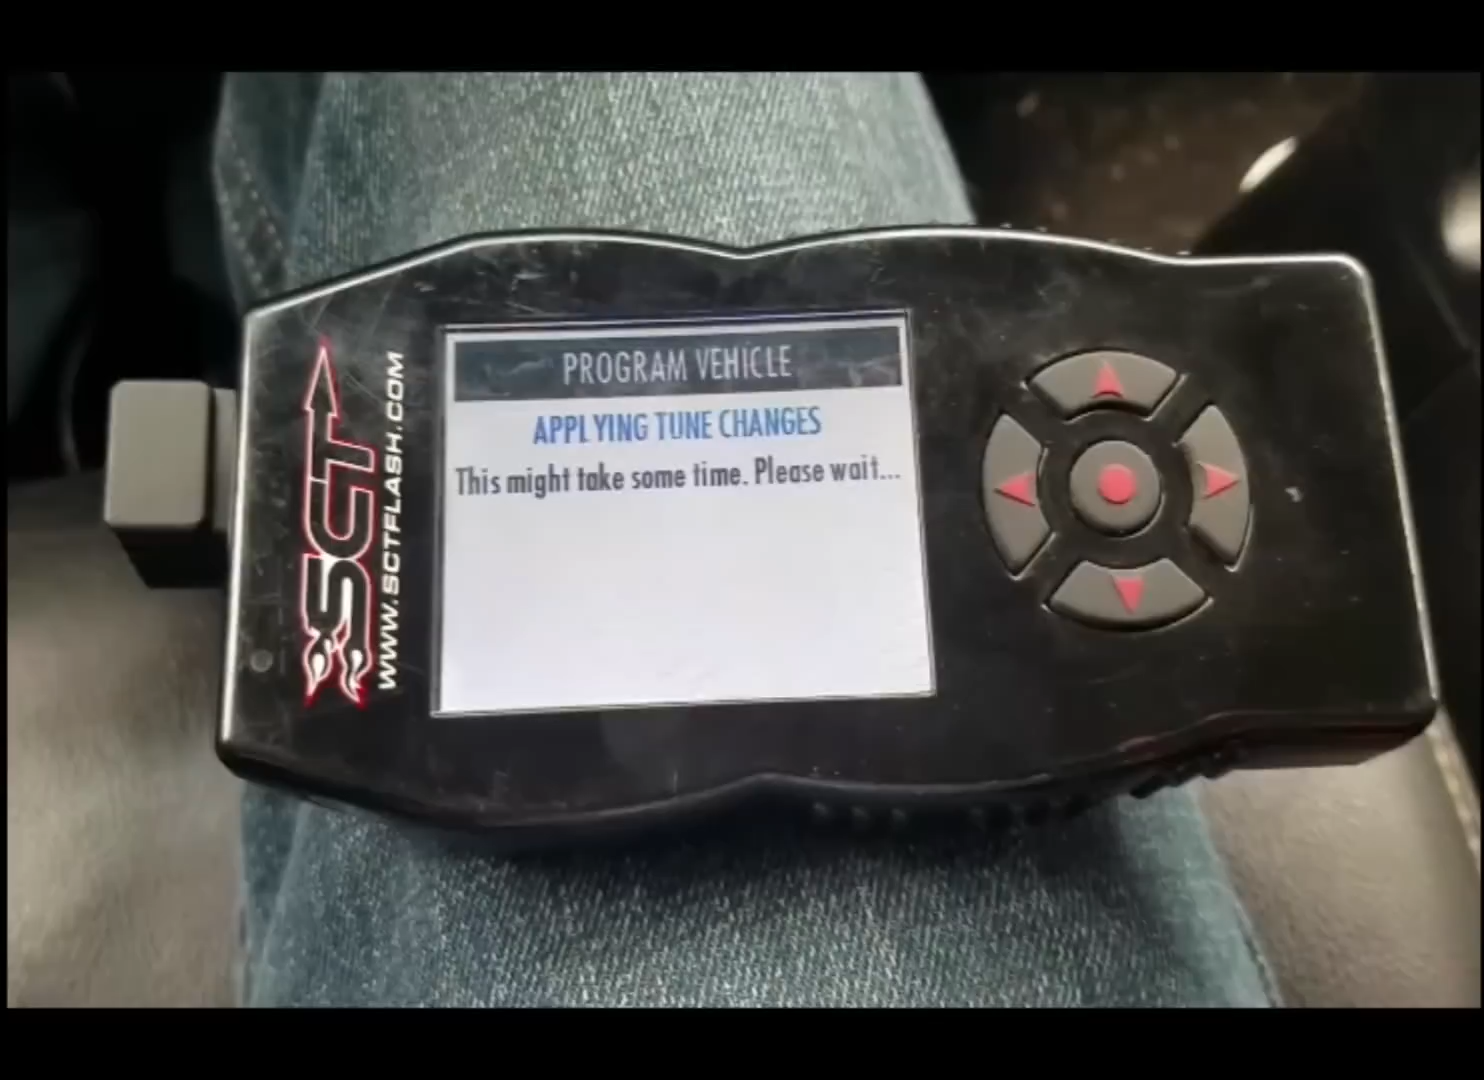 PROGRAM VEHICLE
APPLYING TUNE CHANGES
This might take some time. Please wait...
SCT
WWW.SCTFLASH.COM